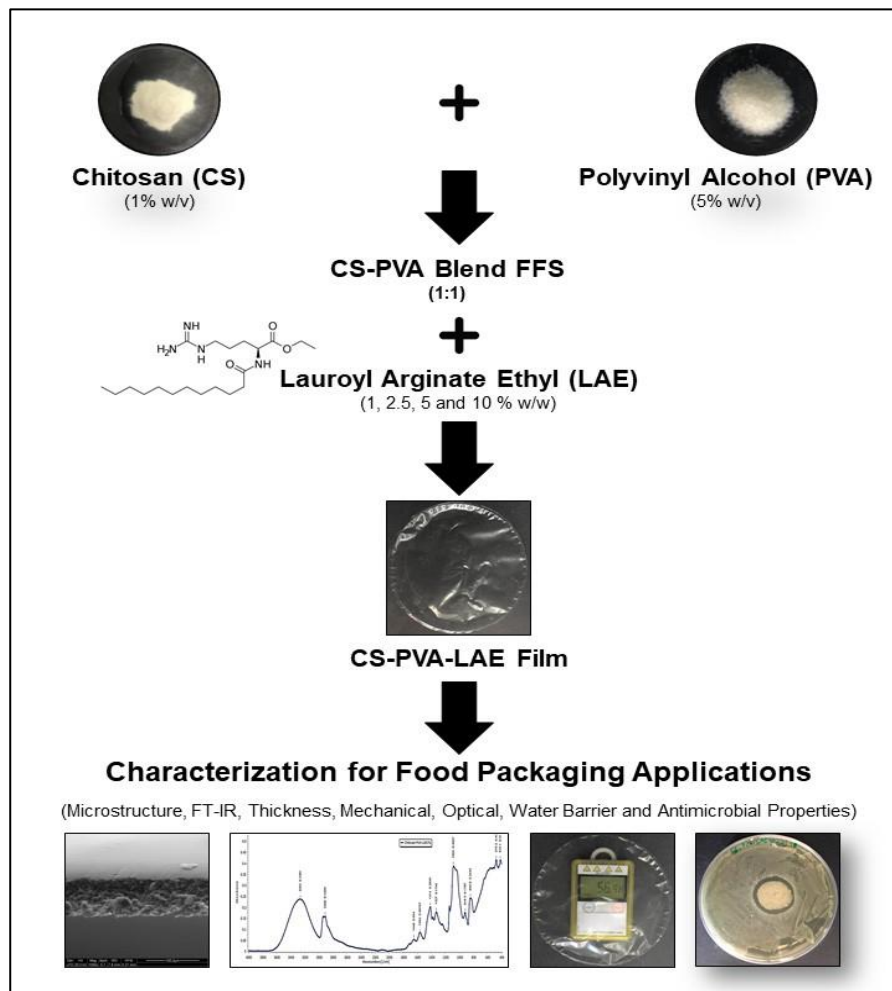 +
Chitosan (CS)
Polyvinyl Alcohol (PVA)
(1% w/v)
(5% w/v)
CS-PVA Blend FFS
(1:1)
+
NH
O
H₂N
N
H
O
O
NH
Lauroyl Arginate Ethyl (LAE)
(1, 2.5, 5 and 10 % w/w)
CS-PVA-LAE Film
Characterization for Food Packaging Applications
(Microstructure, FT-IR, Thickness, Mechanical, Optical, Water Barrier and Antimicrobial Properties)